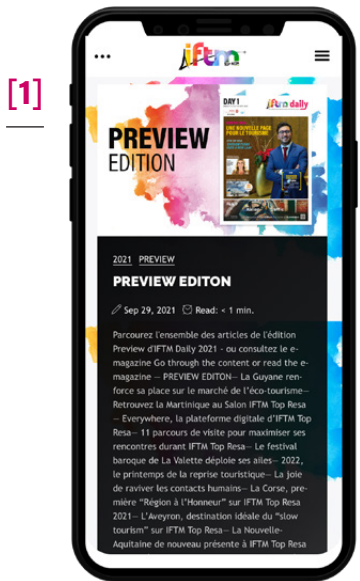 [1]
iftm
PREVIEW
EDITION
DAY 1
iftm daily
UNE NOUVELLE PAGE
POUR LE TOURISME
2021 PREVIEW
PREVIEW EDITON
Sep 29, 2021 Read: < 1 min.
Parcourez l'ensemble des articles de l'édition
Preview d'IFTM Daily 2021 - ou consultez le e-
magazine Go through the content or read the e-
magazine — PREVIEW EDITON— La Guyane ren-
force sa place sur le marché de l'éco-tourisme—
Retrouvez la Martinique au Salon IFTM Top Resa
— Everywhere, la plateforme digitale d'IFTM Top
Resa— 11 parcours de visite pour maximiser ses
rencontres durant IFTM Top Resa— Le festival
baroque de La Valette déploie ses ailes— 2022,
le printemps de la reprise touristique— La joie
de raviver les contacts humains— La Corse, pre-
mière "Région à l'Honneur" sur IFTM Top Resa
2021— L'Aveyron, destination idéale du "slow
tourism" sur IFTM Top Resa— La Nouvelle-
Aquitaine de nouveau présente à IFTM Top Resa